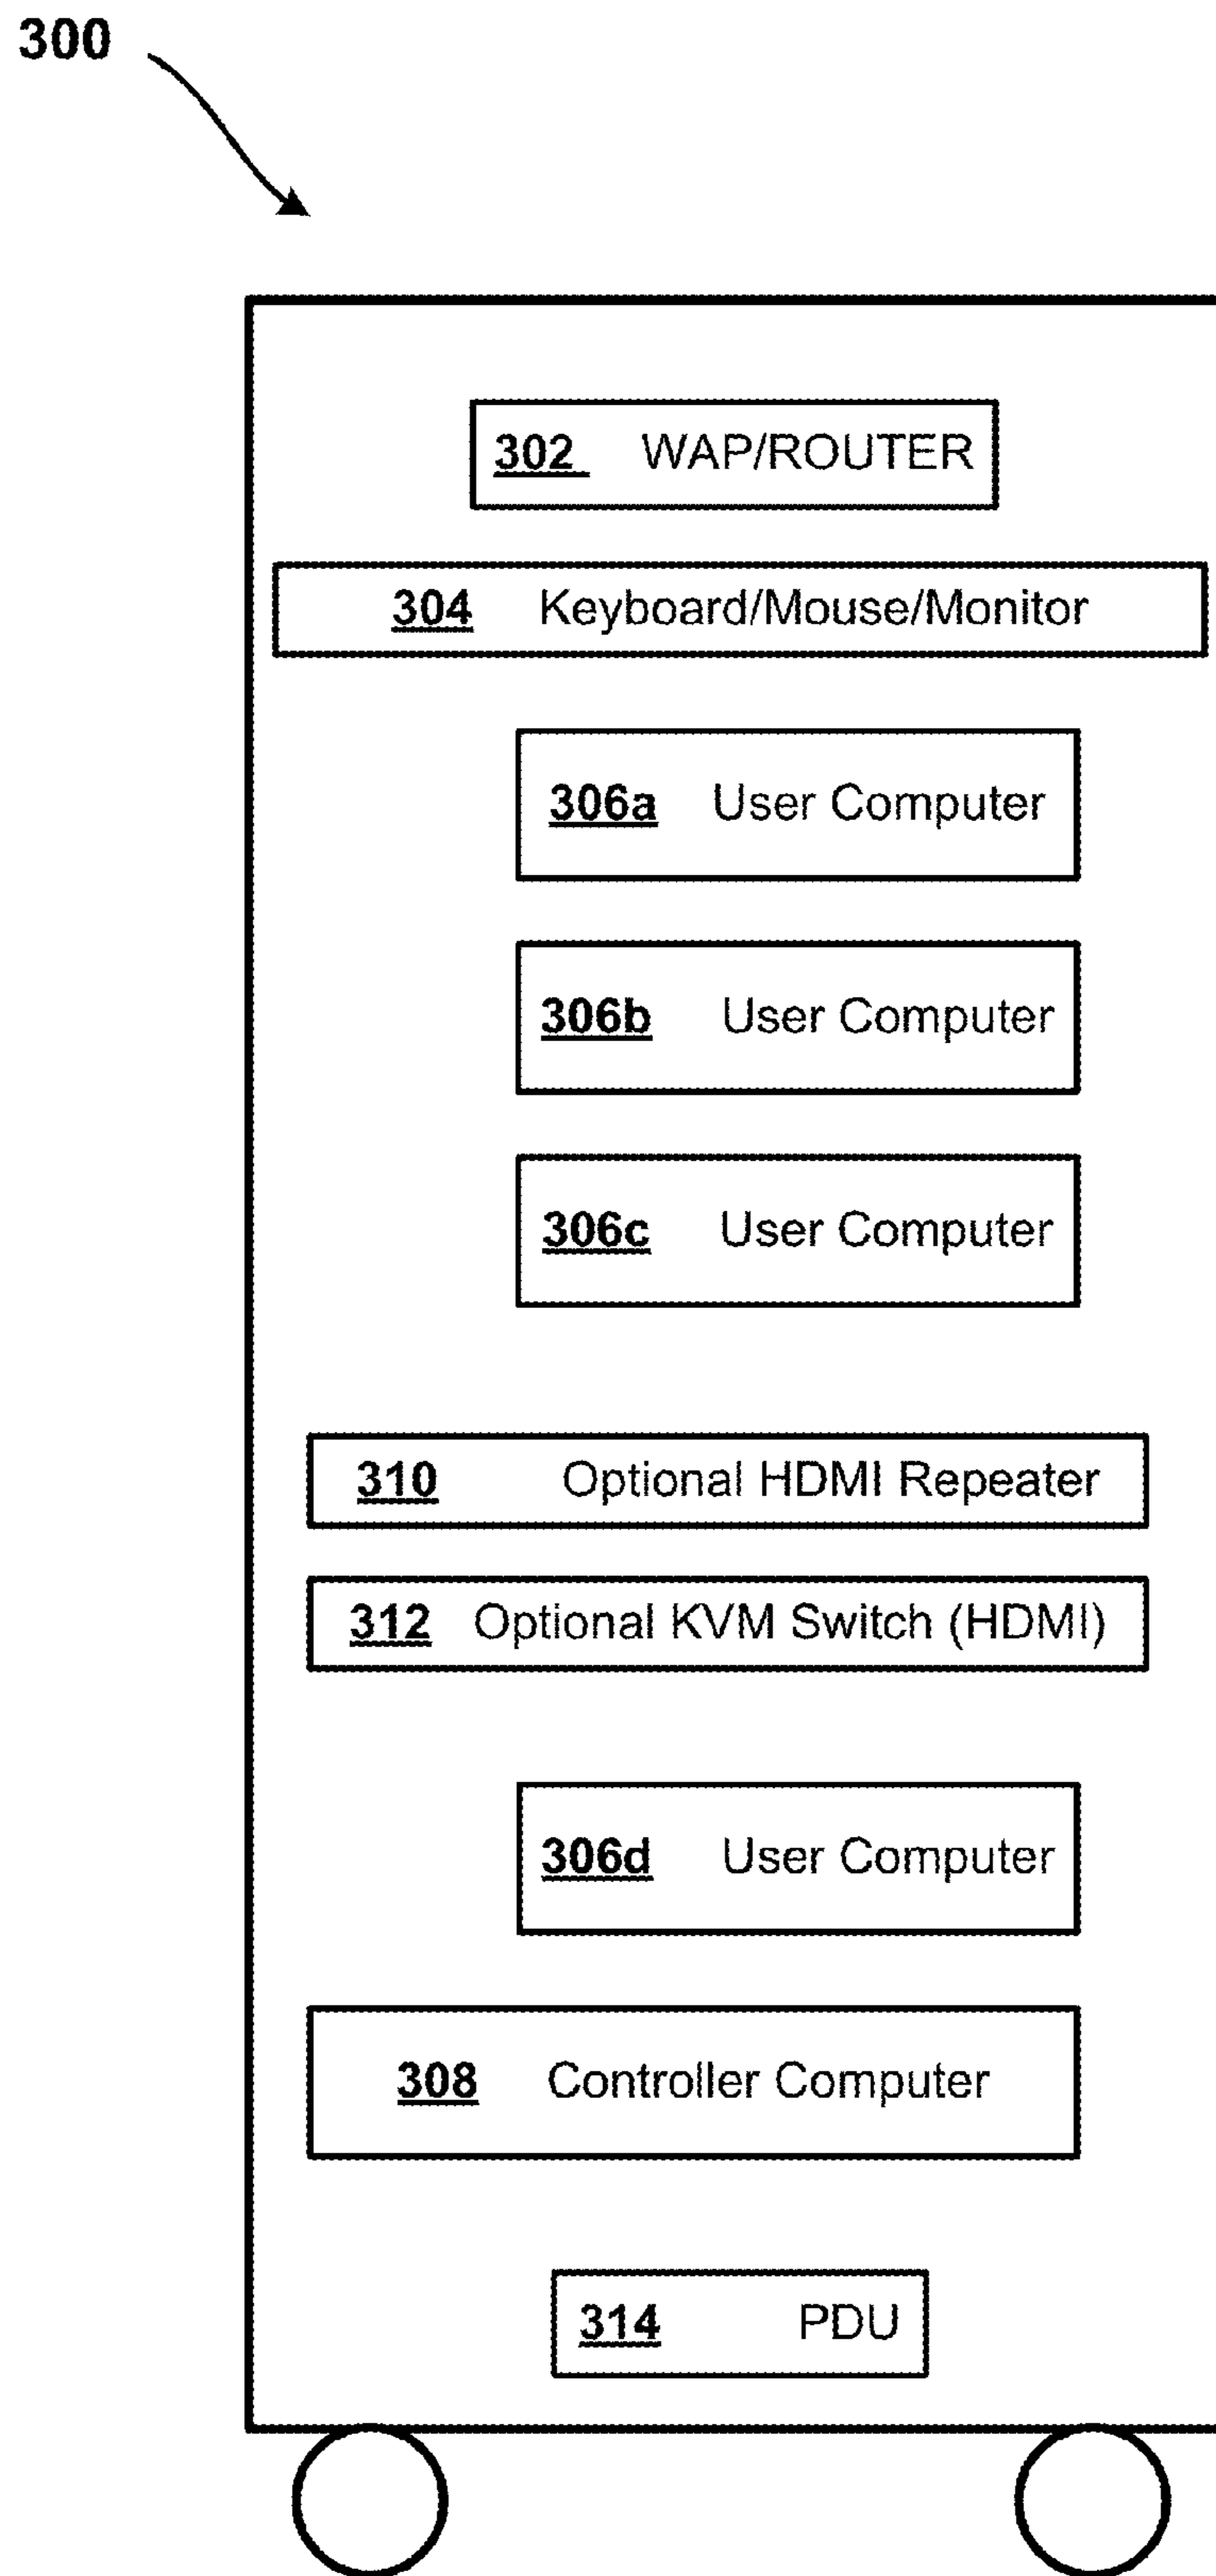 300
302 WAP/ROUTER
304 Keyboard/Mouse/Monitor
306a User Computer
306b User Computer
306c User Computer
310 Optional HDMI Repeater
312 Optional KVM Switch (HDMI)
306d User Computer
308 Controller Computer
314 PDU